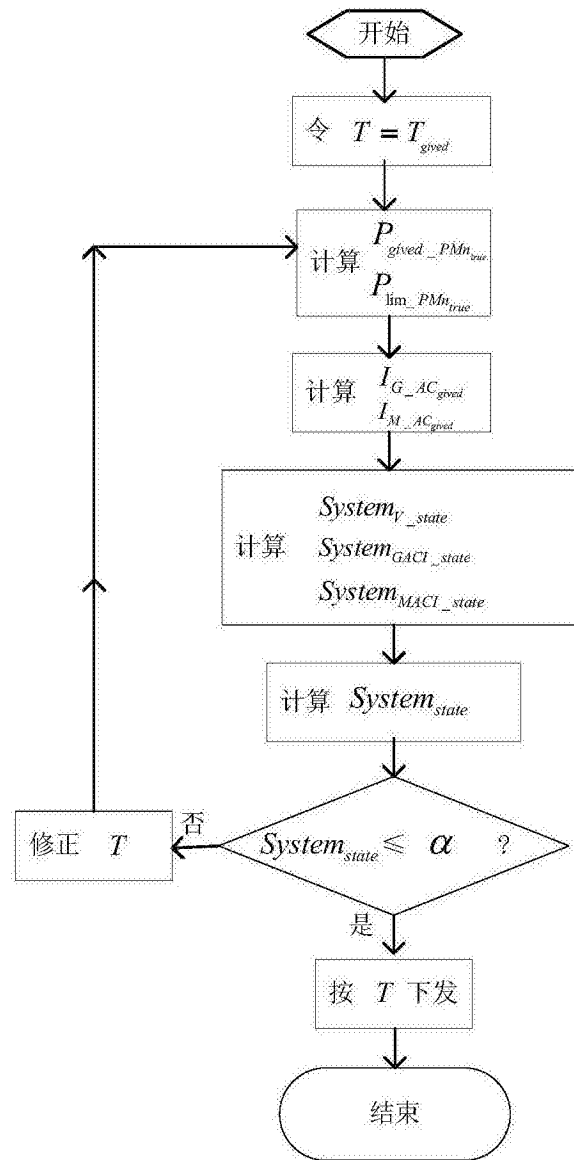 开始
令 T = T_gived
计算 P_gived_PMn_true
P_lim_PMn_true
计算 I_G_AC_gived
I_M_AC_gived
System_V_state
计算 System_GACI_state
System_MACI_state
计算 System_state
System_state ≤ α ?
否
修正 T
是
按 T 下发
结束